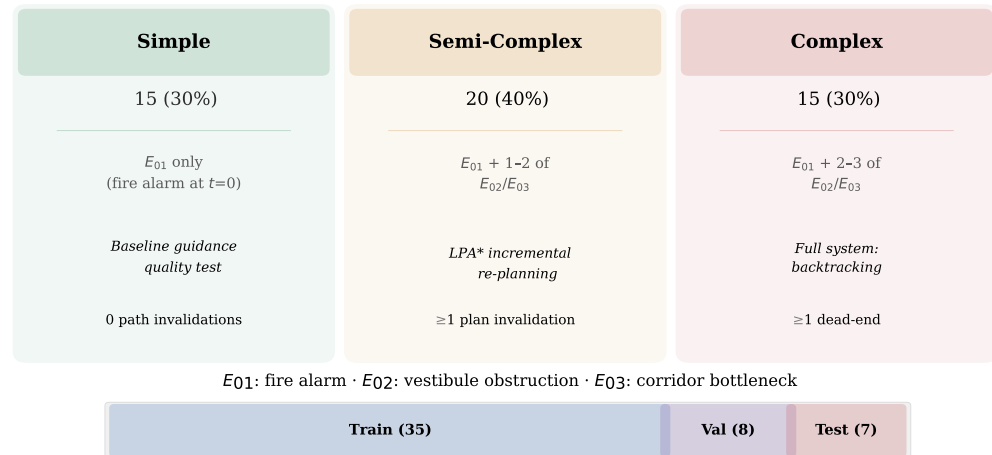 Simple
15 (30%)
E01 only
(fire alarm at t=0)
Baseline guidance
quality test
0 path invalidations
Semi-Complex
20 (40%)
E01 + 1–2 of
E02/E03
LPA* incremental
re-planning
≥1 plan invalidation
Complex
15 (30%)
E01 + 2–3 of
E02/E03
Full system:
backtracking
≥1 dead-end
E01: fire alarm · E02: vestibule obstruction · E03: corridor bottleneck
Train (35)
Val (8)
Test (7)